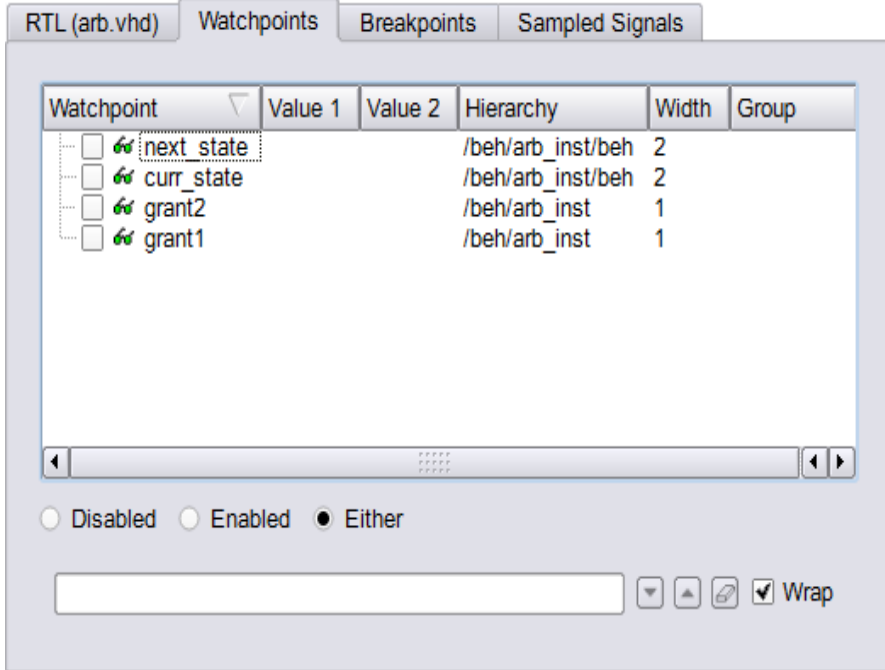 RTL (arb.vhd) Watchpoints Breakpoints Sampled Signals
Watchpoint Value 1 Value 2 Hierarchy Width Group
next_state /beh/arb_inst/beh 2
curr_state /beh/arb_inst/beh 2
grant2 /beh/arb_inst 1
grant1 /beh/arb_inst 1
Disabled Enabled Either
Wrap